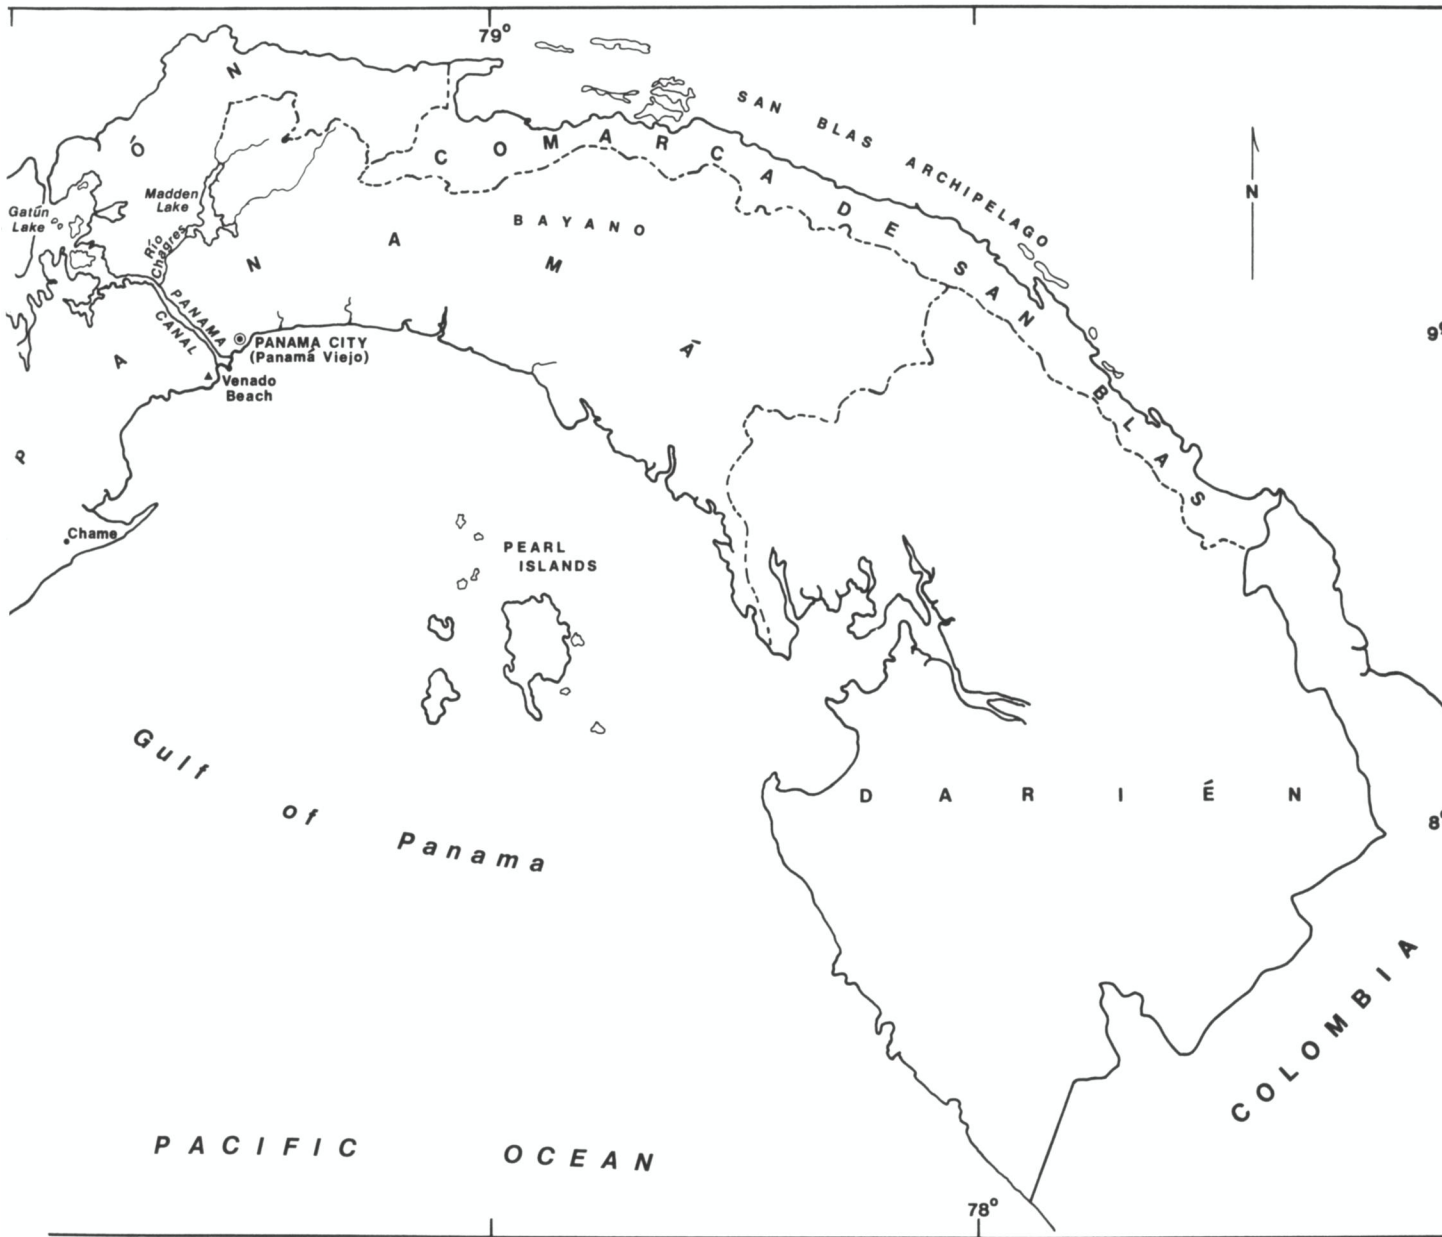 79°
SAN BLAS ARCHIPELAGO
Ó N
COMARCA DE SAN BLAS
Madden
Lake
Gatún
Lake
Río
Chagres
BAYANO
N
PANAMA
CANAL
PANAMA CITY
(Panamá Viejo)
Venado
Beach
9°
P A N A M Á
Chame
PEARL
ISLANDS
Gulf of Panama
DARIÉN
8°
COLOMBIA
PACIFIC OCEAN
78°